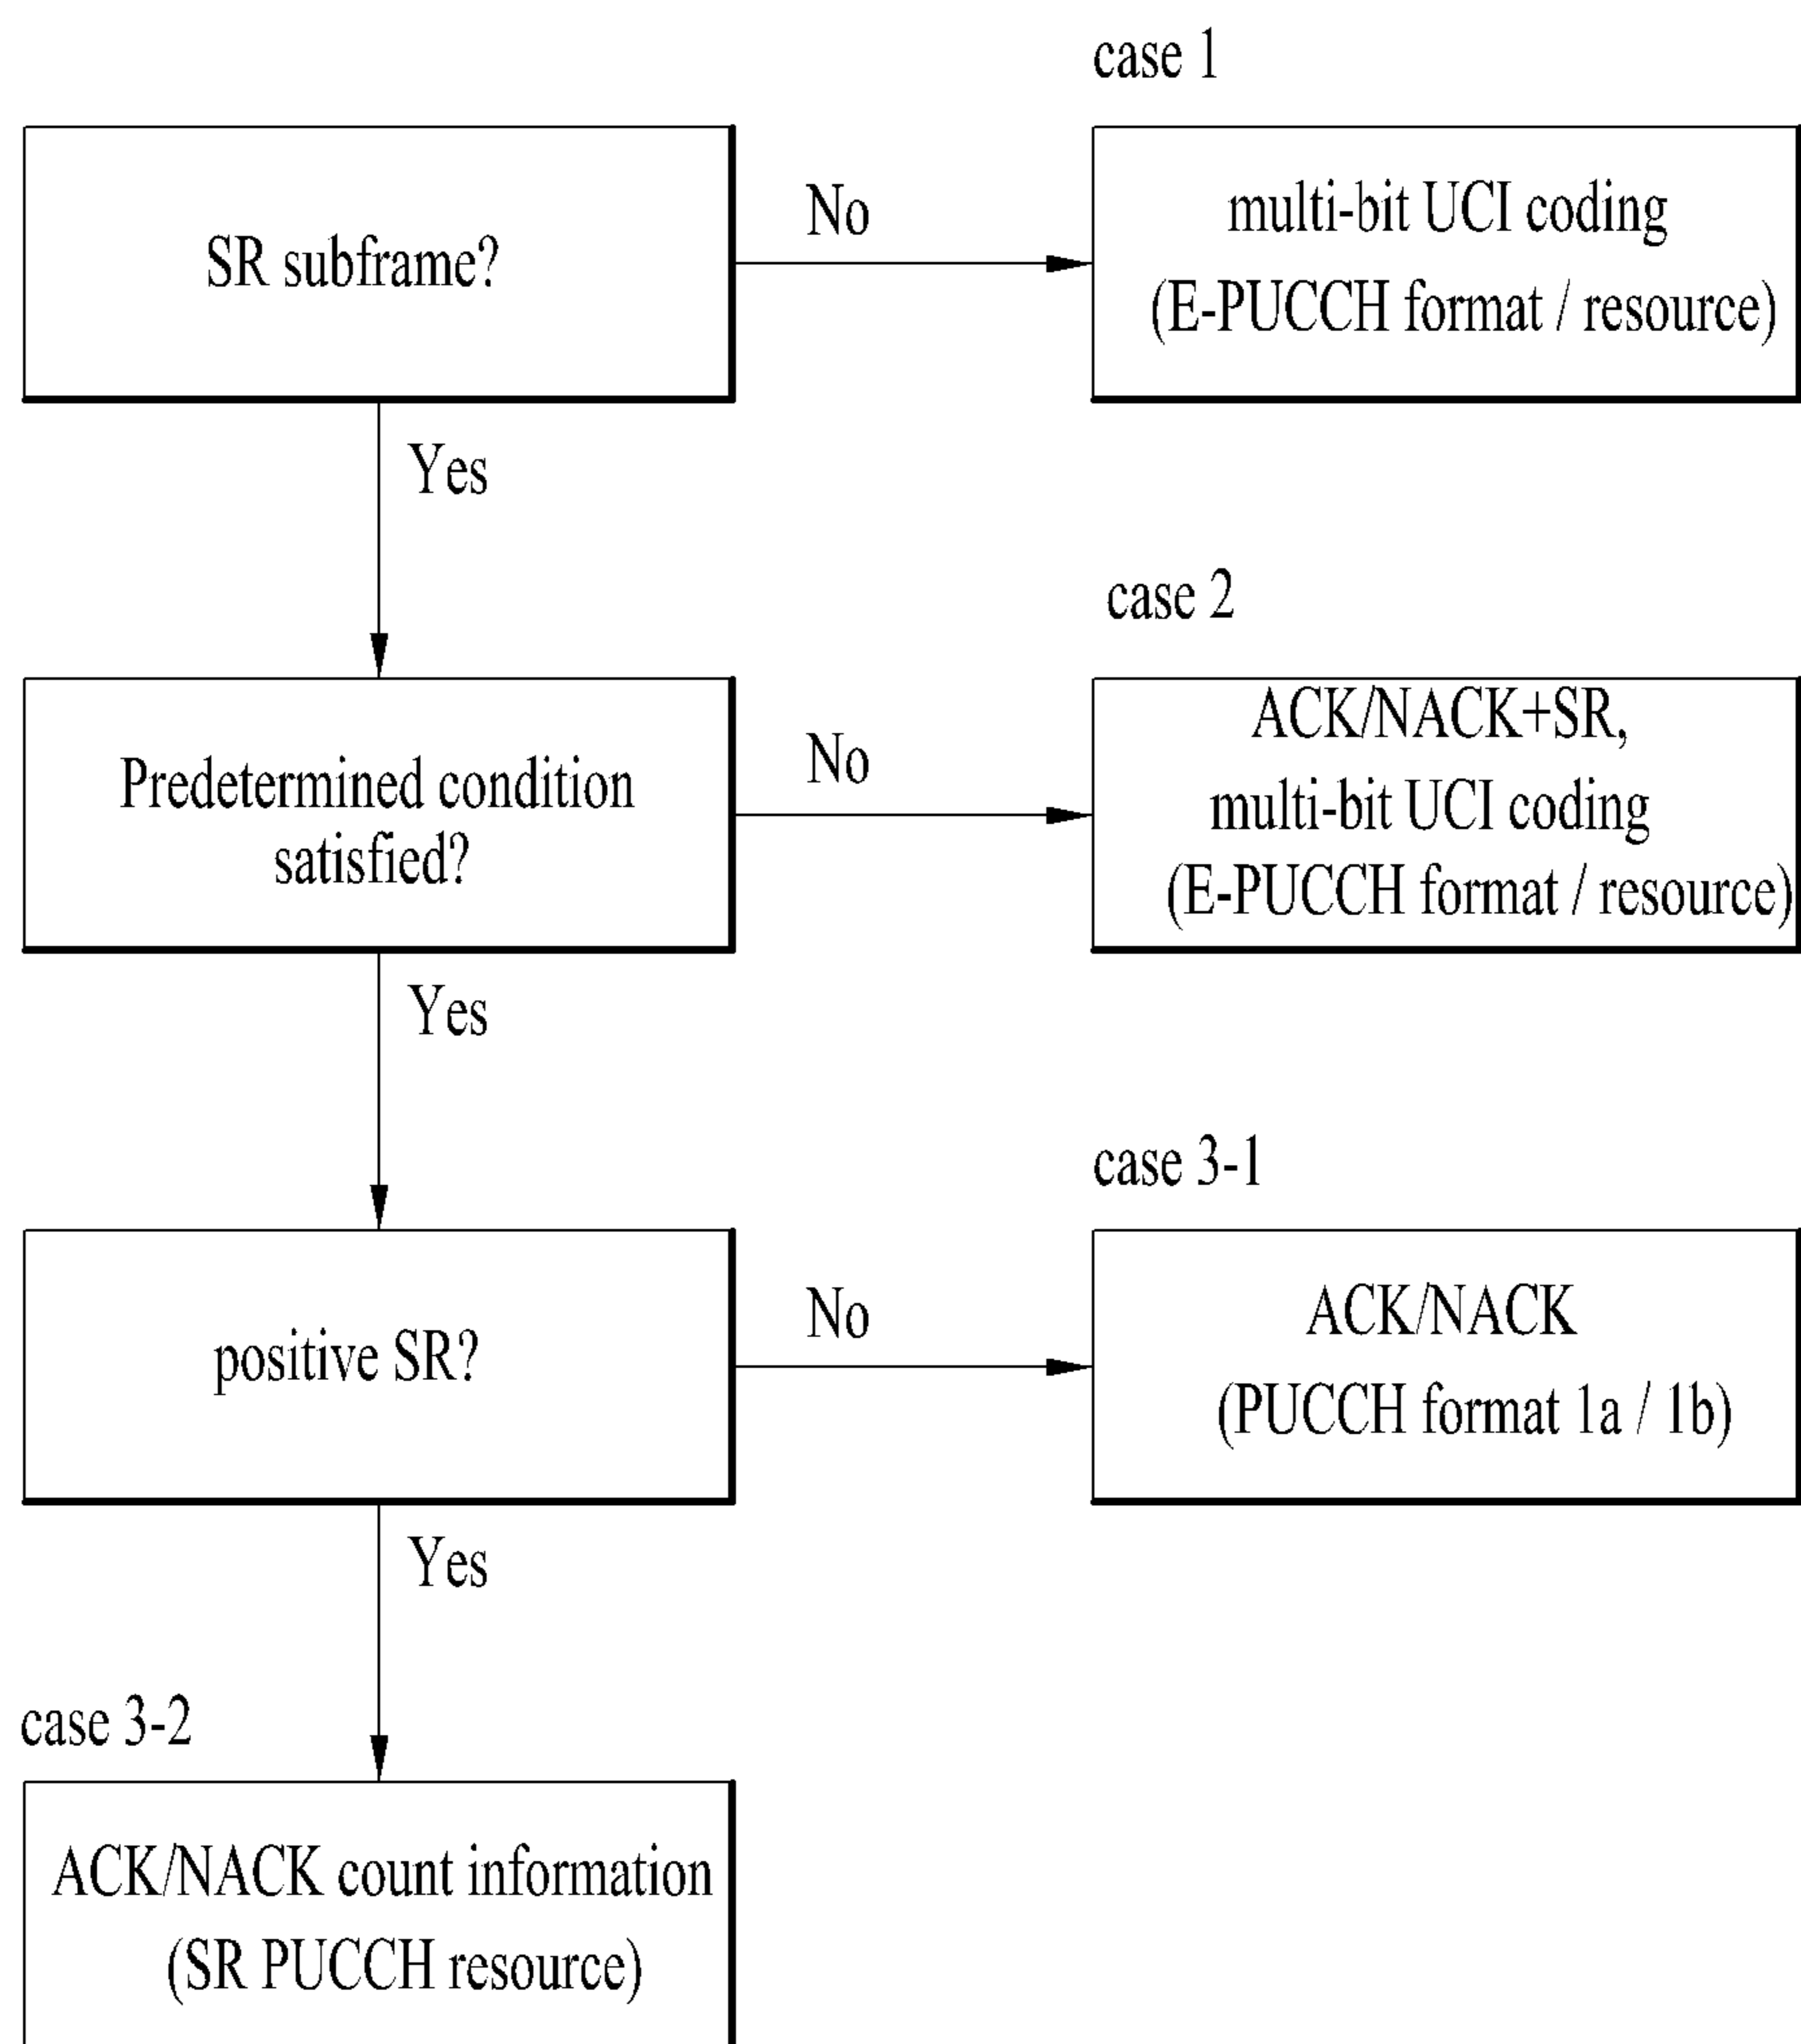 case 1
SR subframe?
No
multi-bit UCI coding
(E-PUCCH format / resource)
Yes
case 2
Predetermined condition
satisfied?
No
ACK/NACK+SR,
multi-bit UCI coding
(E-PUCCH format / resource)
Yes
case 3-1
positive SR?
No
ACK/NACK
(PUCCH format 1a / 1b)
Yes
case 3-2
ACK/NACK count information
(SR PUCCH resource)